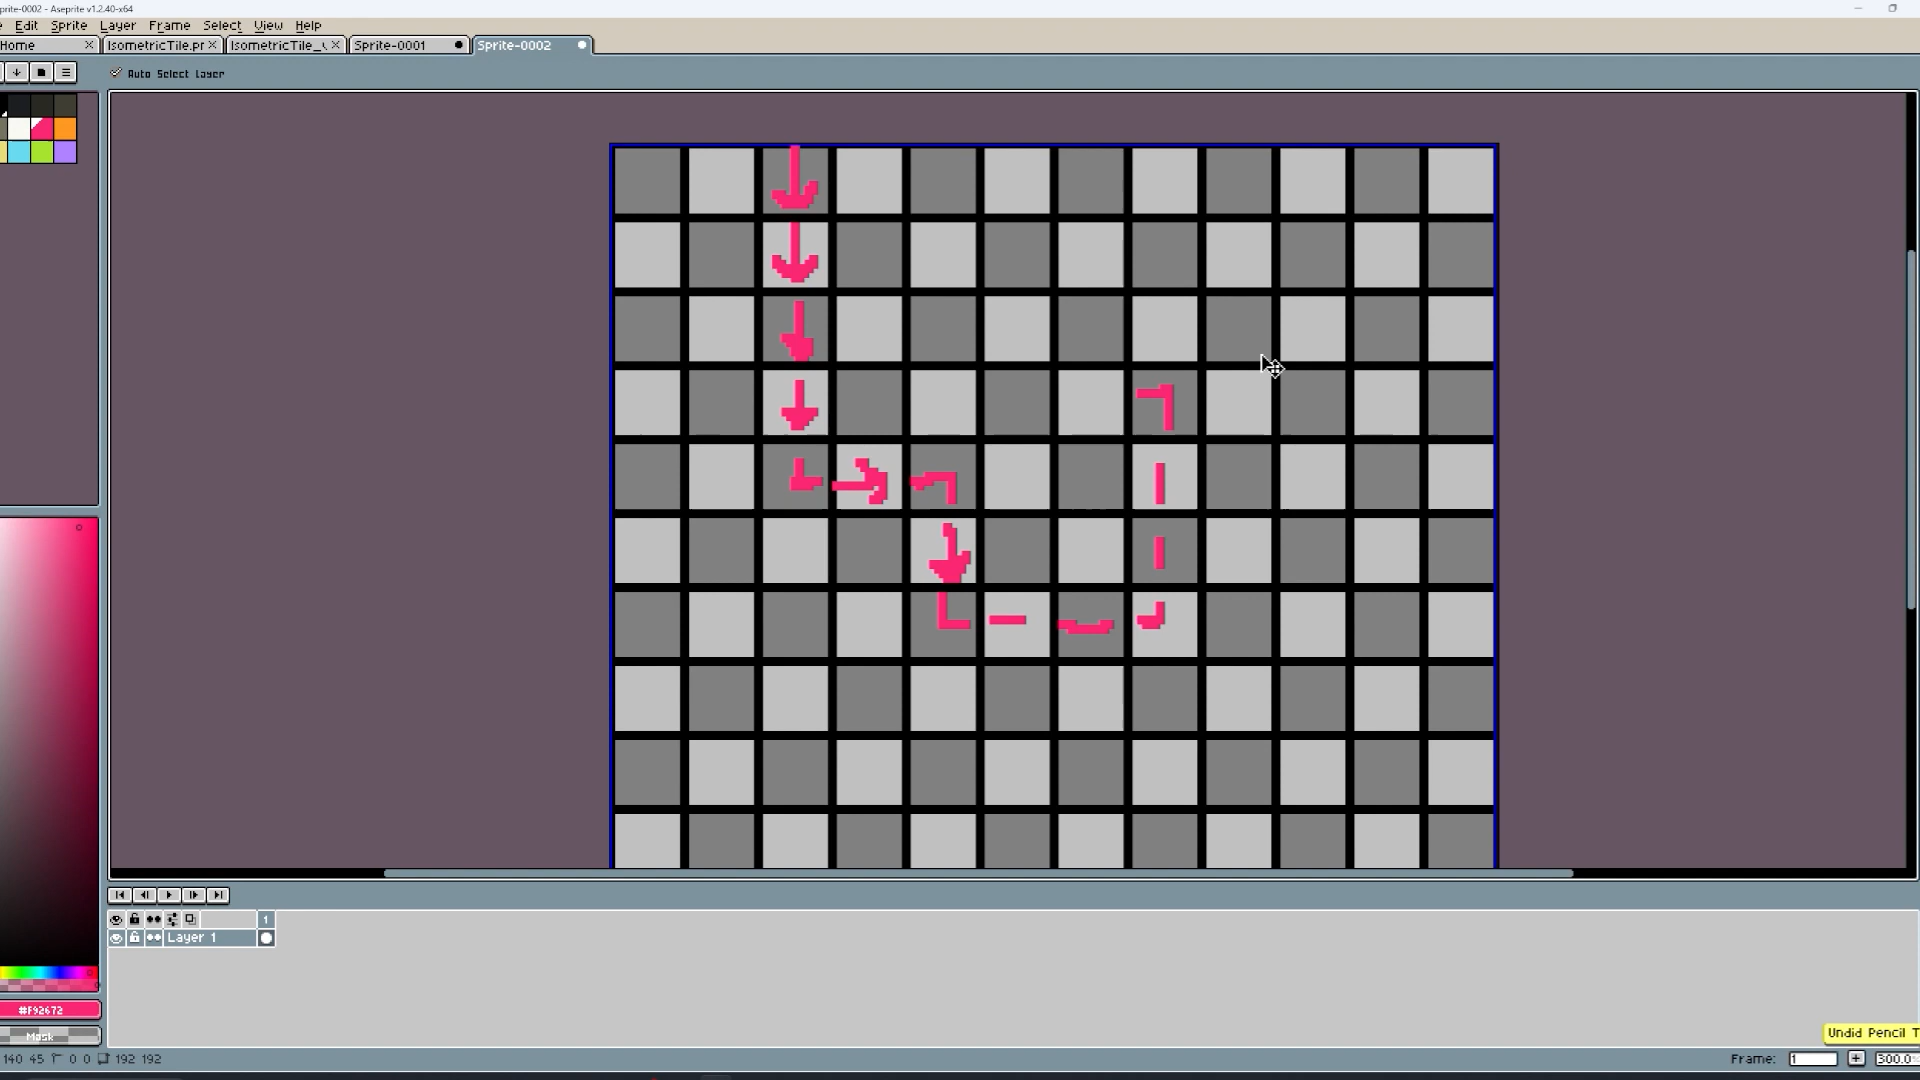 prite-0002 - Aseprite v1.2.40-x64
e Edit Sprite Layer Frame Select View Help
Home IsometricTile.pr IsometricTile_ Sprite-0001 Sprite-0002
Auto Select Layer
1
Layer 1
#F92672
Mask
Undid Pencil T
140 45 0 0 192 192 Frame: 1 + 300.0